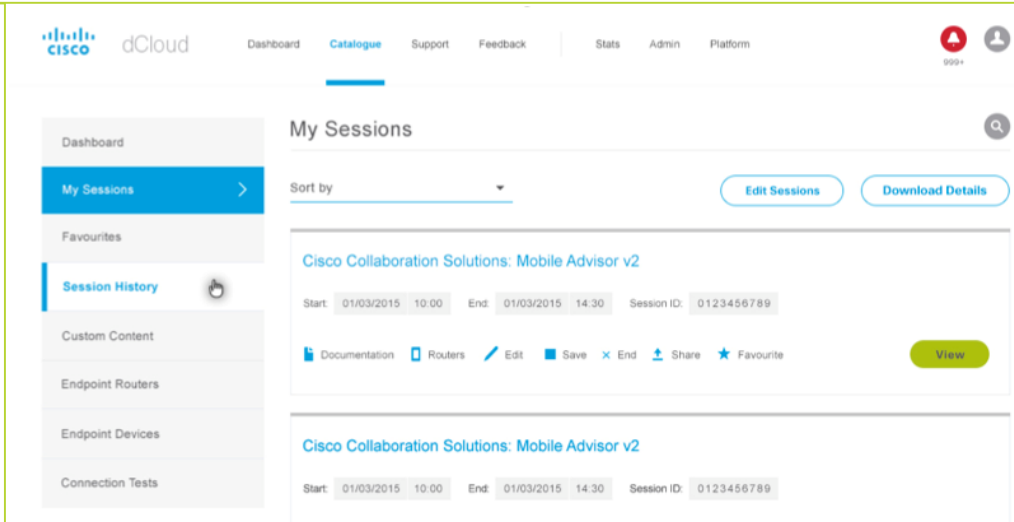 cisco dCloud Dashboard Catalogue Support Feedback Stats Admin Platform
999+
Dashboard
My Sessions
Favourites
Session History
Custom Content
Endpoint Routers
Endpoint Devices
Connection Tests
My Sessions
Sort by
Edit Sessions Download Details
Cisco Collaboration Solutions: Mobile Advisor v2
Start: 01/03/2015 10:00 End: 01/03/2015 14:30 Session ID: 0123456789
Documentation Routers Edit Save End Share Favourite View
Cisco Collaboration Solutions: Mobile Advisor v2
Start: 01/03/2015 10:00 End: 01/03/2015 14:30 Session ID: 0123456789